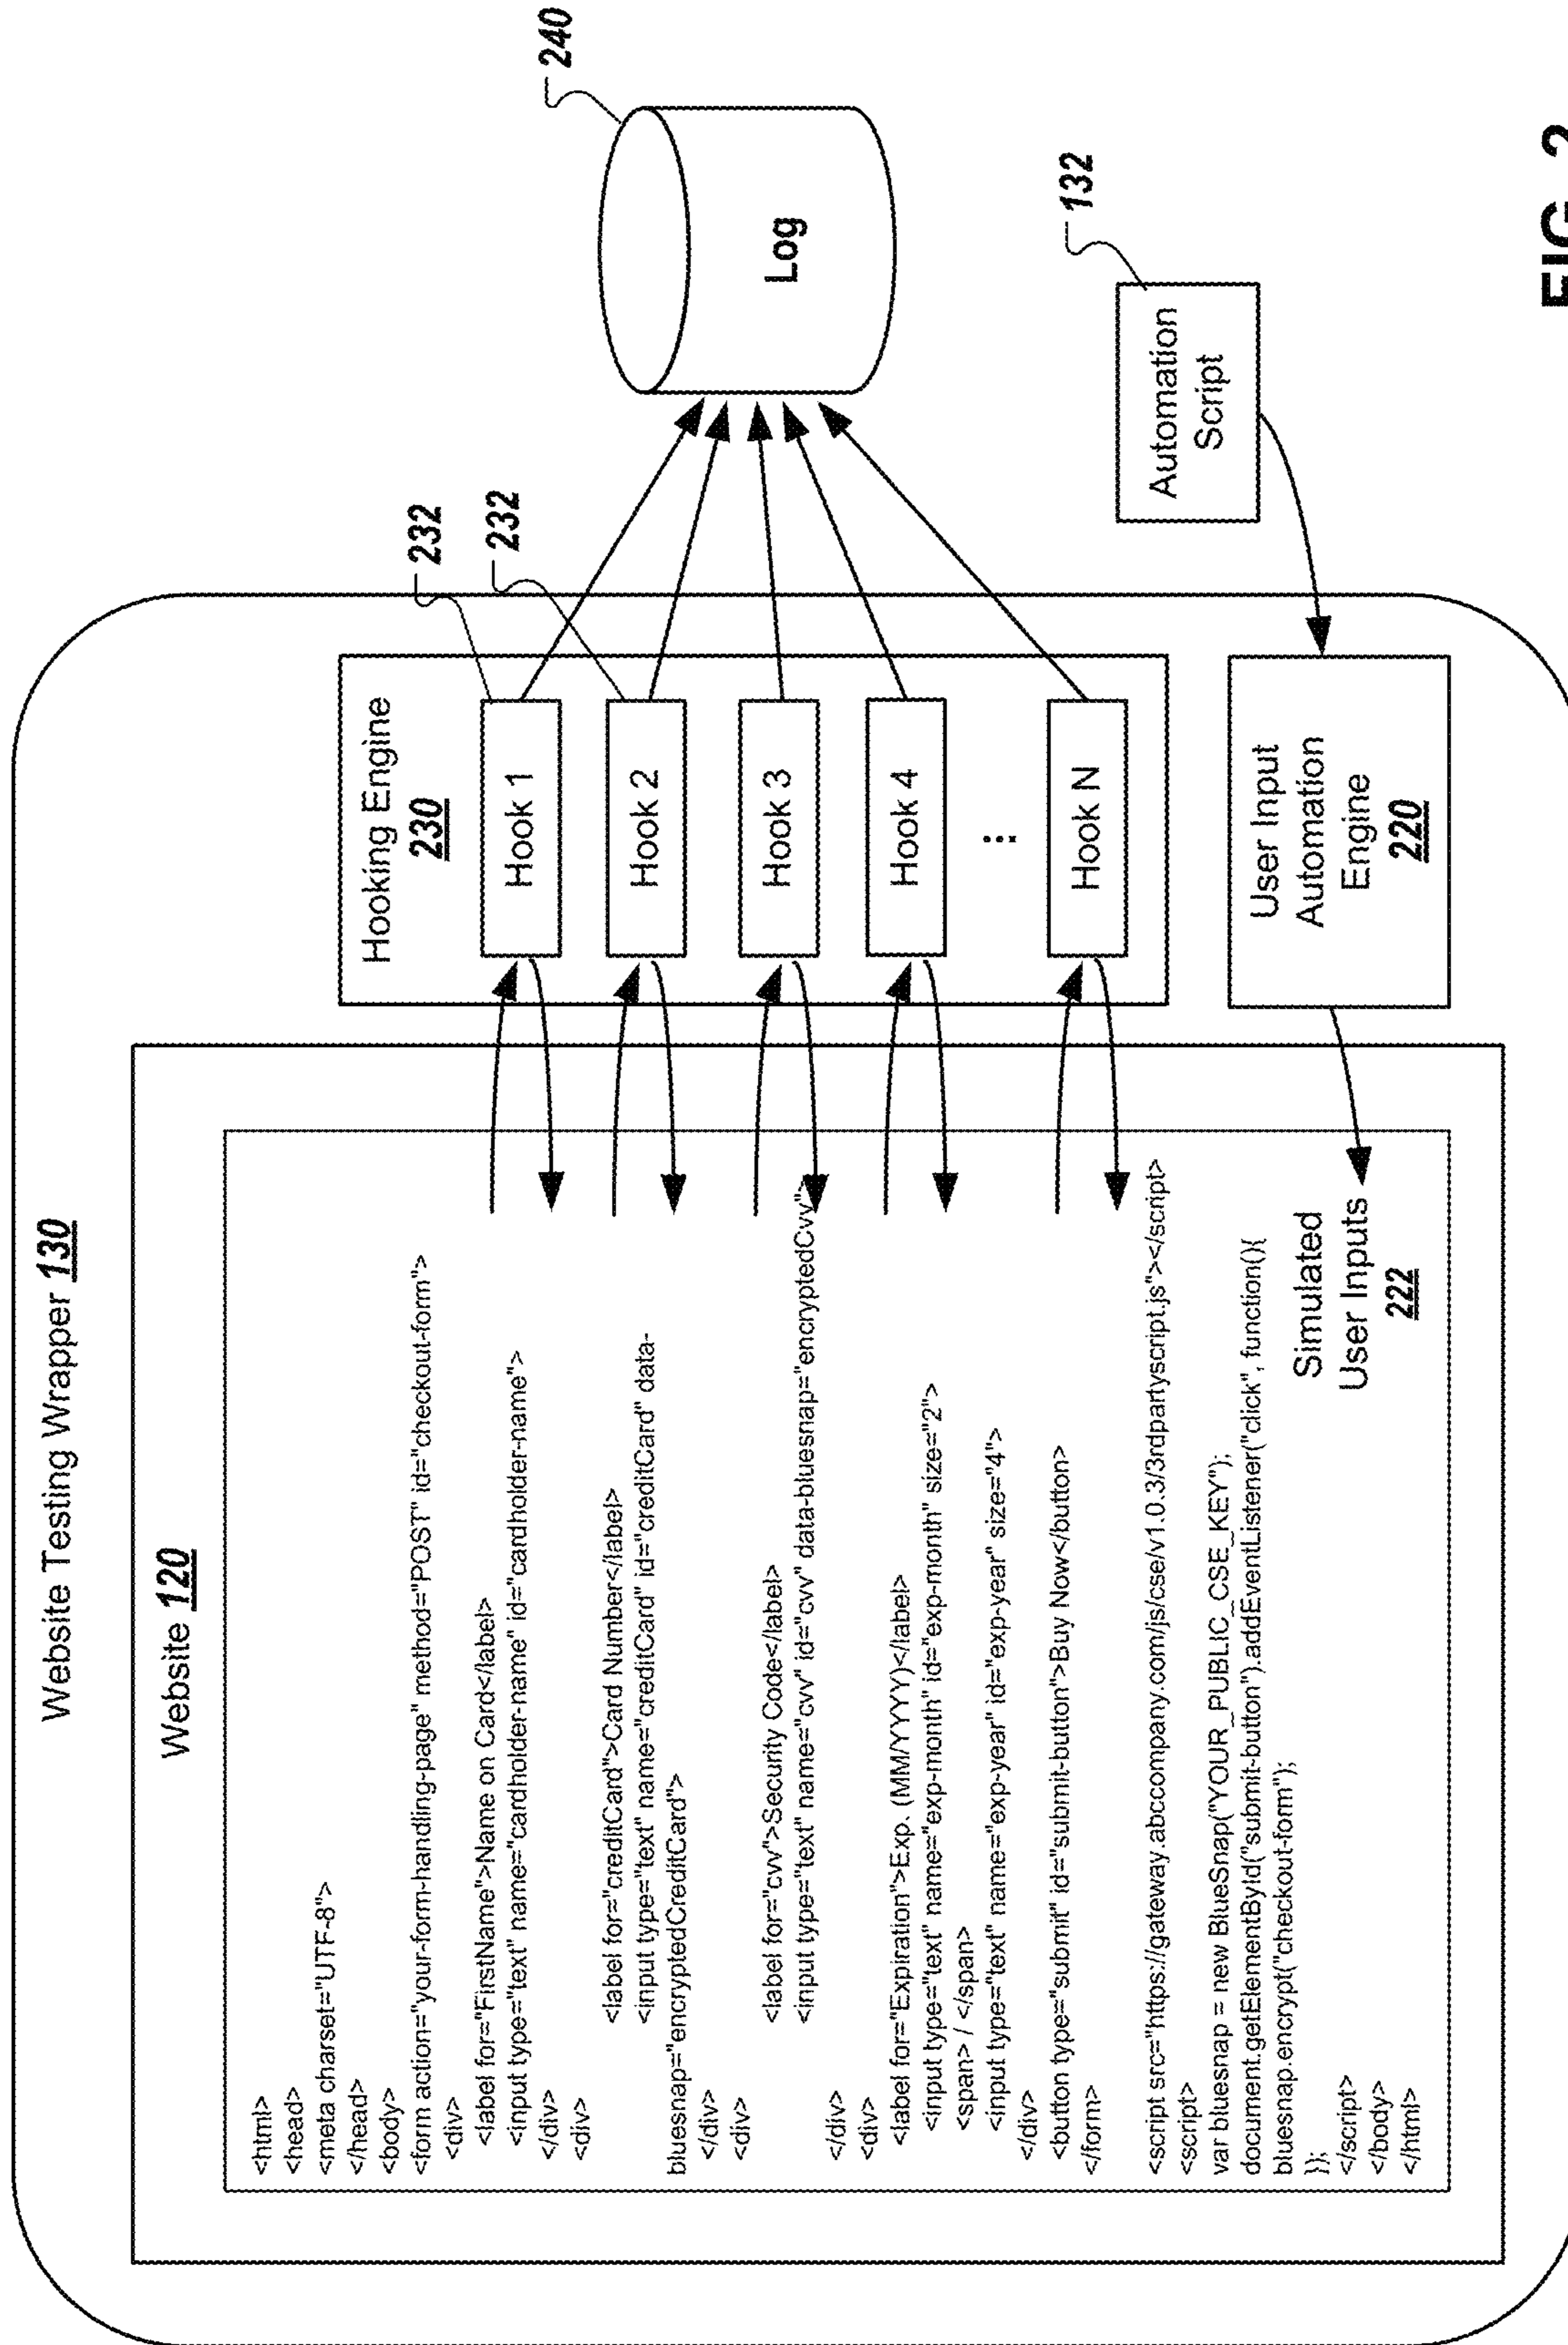 Website Testing Wrapper 130
Website 120
<html>
<head>
<meta charset="UTF-8">
</head>
<body>
<form action="your-form-handling-page" method="POST" id="checkout-form">
<div>
<label for="FirstName">Name on Card</label>
<input type="text" name="cardholder-name" id="cardholder-name">
</div>
<div>
<label for="creditCard">Card Number</label>
<input type="text" name="creditCard" id="creditCard" data-
bluesnap="encryptedCreditCard">
</div>
<div>
<label for="cvv">Security Code</label>
<input type="text" name="cvv" id="cvv" data-bluesnap="encryptedCvv">
</div>
<div>
<label for="Expiration">Exp. (MM/YYYY)</label>
<input type="text" name="exp-month" id="exp-month" size="2">
<span> / </span>
<input type="text" name="exp-year" id="exp-year" size="4">
</div>
<button type="submit" id="submit-button">Buy Now</button>
</form>
<script src="https://gateway.abccompany.com/js/cse/v1.0.3/3rdpartyscript.js"></script>
<script>
var bluesnap = new BlueSnap("YOUR_PUBLIC_CSE_KEY");
document.getElementById("submit-button").addEventListener("click", function(){
bluesnap.encrypt("checkout-form");
});
</script>
</body>
</html>
Simulated
User Inputs
222
Hooking Engine
230
Hook 1
Hook 2
Hook 3
Hook 4
...
Hook N
232
232
User Input
Automation
Engine
220
Log
240
Automation
Script
132
FIG. 2